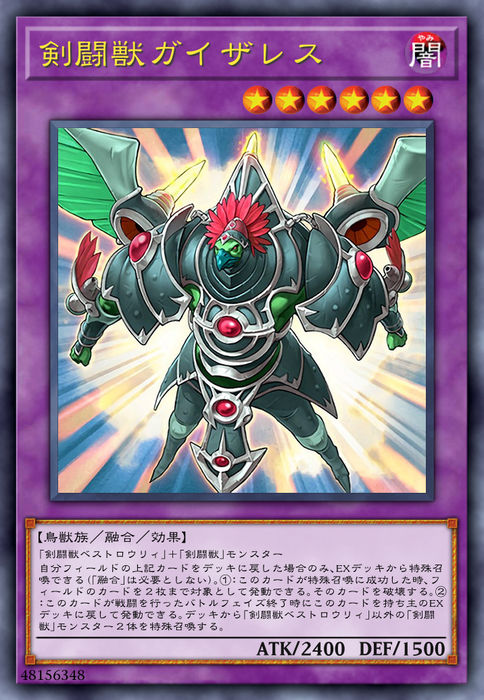 剣闘獣ガイザレス
やみ
闇
【鳥獣族／融合／効果】
「剣闘獣ベストロウリィ」＋「剣闘獣」モンスター
自分フィールドの上記カードをデッキに戻した場合のみ、EXデッキから特殊召
喚できる（「融合」は必要としない）。①：このカードが特殊召喚に成功した時、フ
ィールドのカードを２枚まで対象として発動できる。そのカードを破壊する。②
：このカードが戦闘を行ったバトルフェイズ終了時にこのカードを持ち主のEX
デッキに戻して発動できる。デッキから「剣闘獣ベストロウリィ」以外の「剣闘
獣」モンスター２体を特殊召喚する。
ATK/2400 DEF/1500
48156348